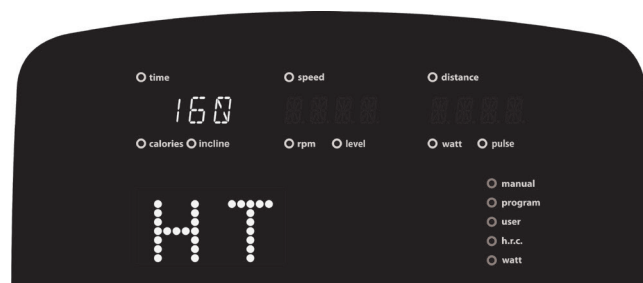 time speed distance
160
calories incline rpm level watt pulse
manual
program
user
h.r.c.
watt
HT